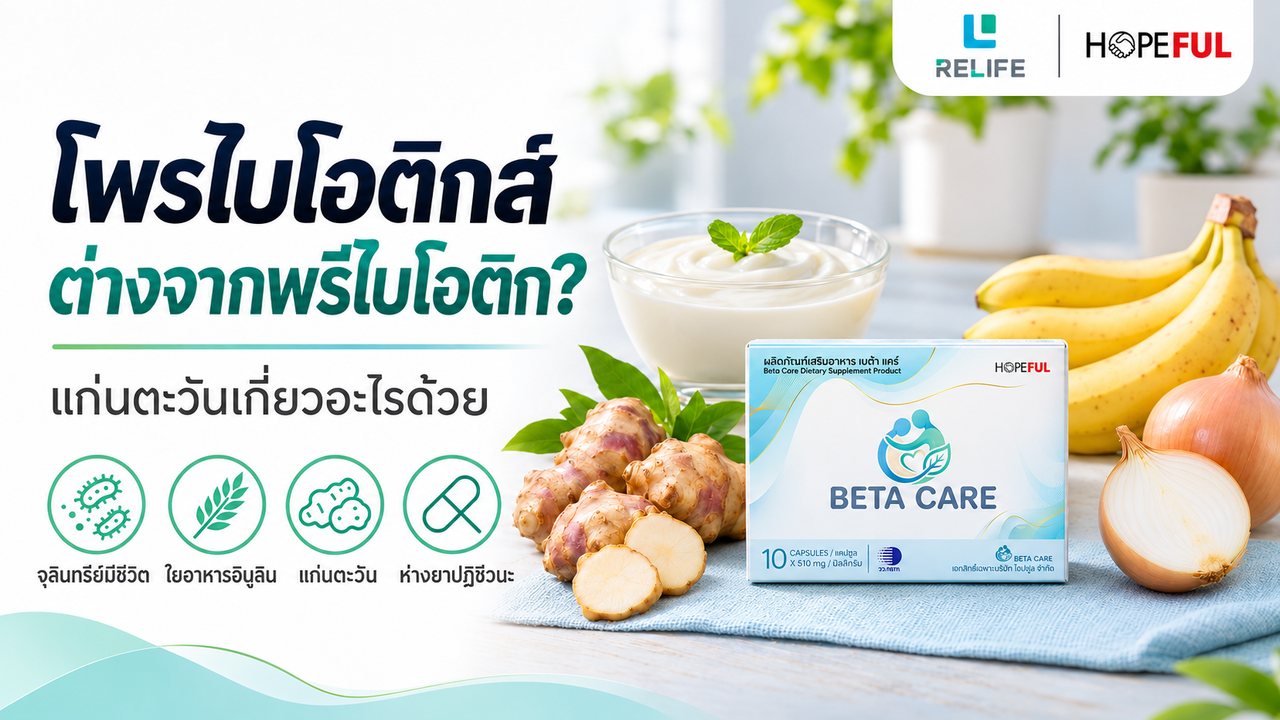 RELIFE
HOPEFUL
โพรไบโอติกส์
ต่างจากพรีไบโอติก?
แก่นตะวันเกี่ยวอะไรด้วย
จุลินทรีย์มีชีวิต
ใยอาหารอินูลิน
แก่นตะวัน
ห่างยาปฏิชีวนะ
ผลิตภัณฑ์เสริมอาหาร เบต้า แคร์
Beta Care Dietary Supplement Product
HOPEFUL
BETA CARE
10 CAPSULES / แคปซูล
X 510 mg / มิลลิกรัม
BETA CARE